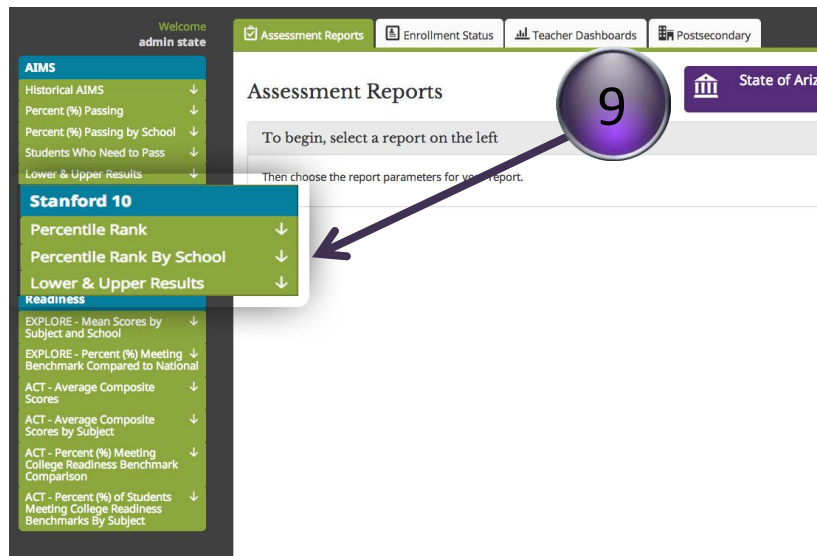 Welcome
admin state
Assessment Reports
Enrollment Status
Teacher Dashboards
Postsecondary
AIMS
Historical AIMS
Percent (%) Passing
Percent (%) Passing by School
Students Who Need to Pass
Lower & Upper Results
Stanford 10
Percentile Rank
Percentile Rank By School
Lower & Upper Results
Readiness
EXPLORE - Mean Scores by
Subject and School
EXPLORE - Percent (%) Meeting
Benchmark Compared to National
ACT - Average Composite
Scores
ACT - Average Composite
Scores by Subject
ACT - Percent (%) Meeting
College Readiness Benchmark
Comparison
ACT - Percent (%) of Students
Meeting College Readiness
Benchmarks By Subject
Assessment Reports
9
State of Ariz
To begin, select a report on the left
Then choose the report parameters for your report.